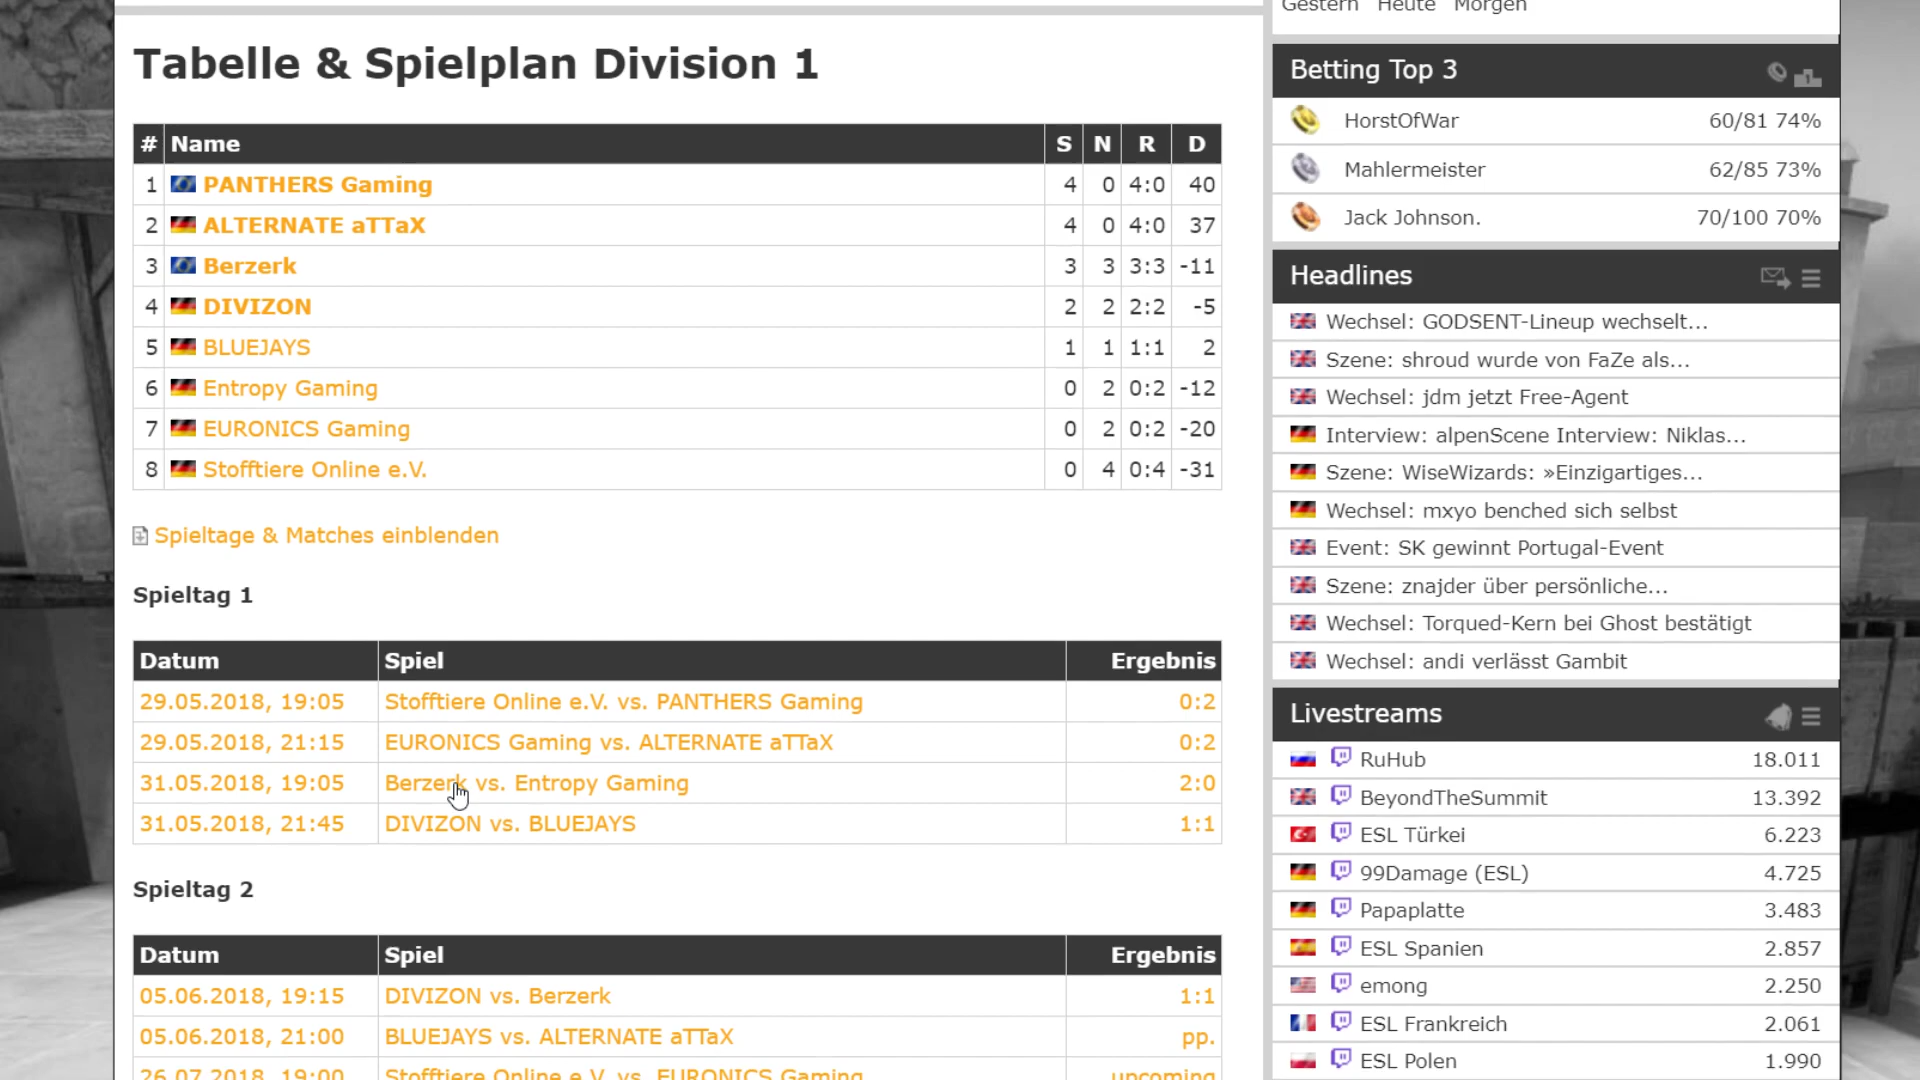 Gestern Heute Morgen
Tabelle & Spielplan Division 1
# Name S N R D
1 PANTHERS Gaming 4 0 4:0 40
2 ALTERNATE aTTaX 4 0 4:0 37
3 Berzerk 3 3 3:3 -11
4 DIVIZON 2 2 2:2 -5
5 BLUEJAYS 1 1 1:1 2
6 Entropy Gaming 0 2 0:2 -12
7 EURONICS Gaming 0 2 0:2 -20
8 Stofftiere Online e.V. 0 4 0:4 -31
Spieltage & Matches einblenden
Spieltag 1
Datum Spiel Ergebnis
29.05.2018, 19:05 Stofftiere Online e.V. vs. PANTHERS Gaming 0:2
29.05.2018, 21:15 EURONICS Gaming vs. ALTERNATE aTTaX 0:2
31.05.2018, 19:05 Berzerk vs. Entropy Gaming 2:0
31.05.2018, 21:45 DIVIZON vs. BLUEJAYS 1:1
Spieltag 2
Datum Spiel Ergebnis
05.06.2018, 19:15 DIVIZON vs. Berzerk 1:1
05.06.2018, 21:00 BLUEJAYS vs. ALTERNATE aTTaX pp.
26.07.2018, 19:00 Stofftiere Online e.V. vs. EURONICS Gaming upcoming
Betting Top 3
HorstOfWar 60/81 74%
Mahlermeister 62/85 73%
Jack Johnson. 70/100 70%
Headlines
Wechsel: GODSENT-Lineup wechselt...
Szene: shroud wurde von FaZe als...
Wechsel: jdm jetzt Free-Agent
Interview: alpenScene Interview: Niklas...
Szene: WiseWizards: »Einzigartiges...
Wechsel: mxyo benched sich selbst
Event: SK gewinnt Portugal-Event
Szene: znajder über persönliche...
Wechsel: Torqued-Kern bei Ghost bestätigt
Wechsel: andi verlässt Gambit
Livestreams
RuHub 18.011
BeyondTheSummit 13.392
ESL Türkei 6.223
99Damage (ESL) 4.725
Papaplatte 3.483
ESL Spanien 2.857
emong 2.250
ESL Frankreich 2.061
ESL Polen 1.990